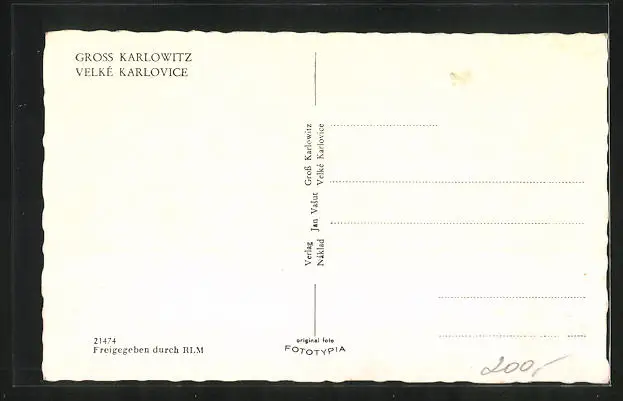 GROSS KARLOWITZ
VELKÉ KARLOVICE
Verlag Jan Vašut Groß Karlowitz
Náklad Velké Karlovice
21474
Freigegeben durch RLM
original foto
FOTOTYPIA
200,-